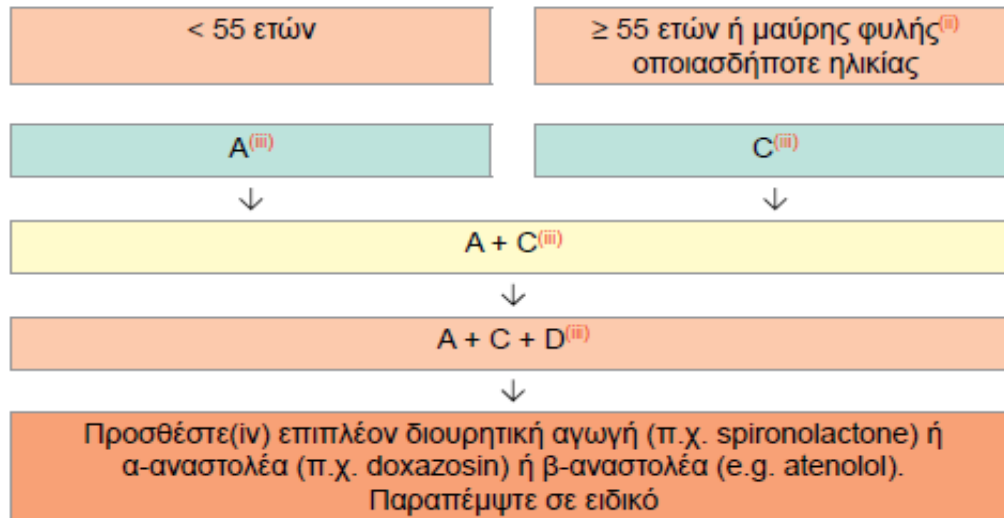 < 55 ετών
≥ 55 ετών ή μαύρης φυλής(ii)
οποιασδήποτε ηλικίας
A(iii)
C(iii)
A + C(iii)
A + C + D(iii)
Προσθέστε(iv) επιπλέον διουρητική αγωγή (π.χ. spironolactone) ή
α-αναστολέα (π.χ. doxazosin) ή β-αναστολέα (e.g. atenolol).
Παραπέμψτε σε ειδικό